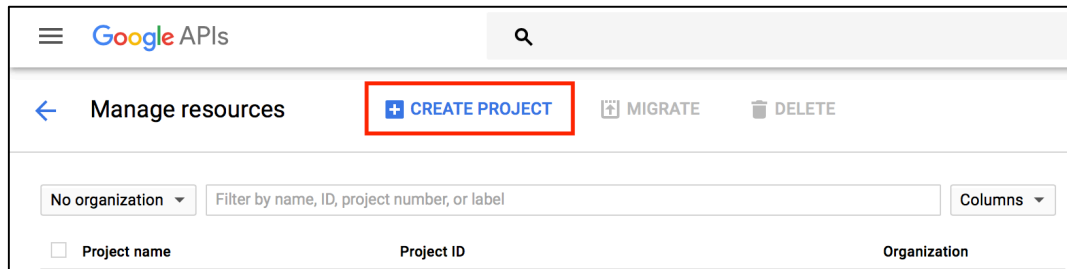 Google APIs
Manage resources CREATE PROJECT MIGRATE DELETE
No organization Filter by name, ID, project number, or label Columns
Project name Project ID Organization